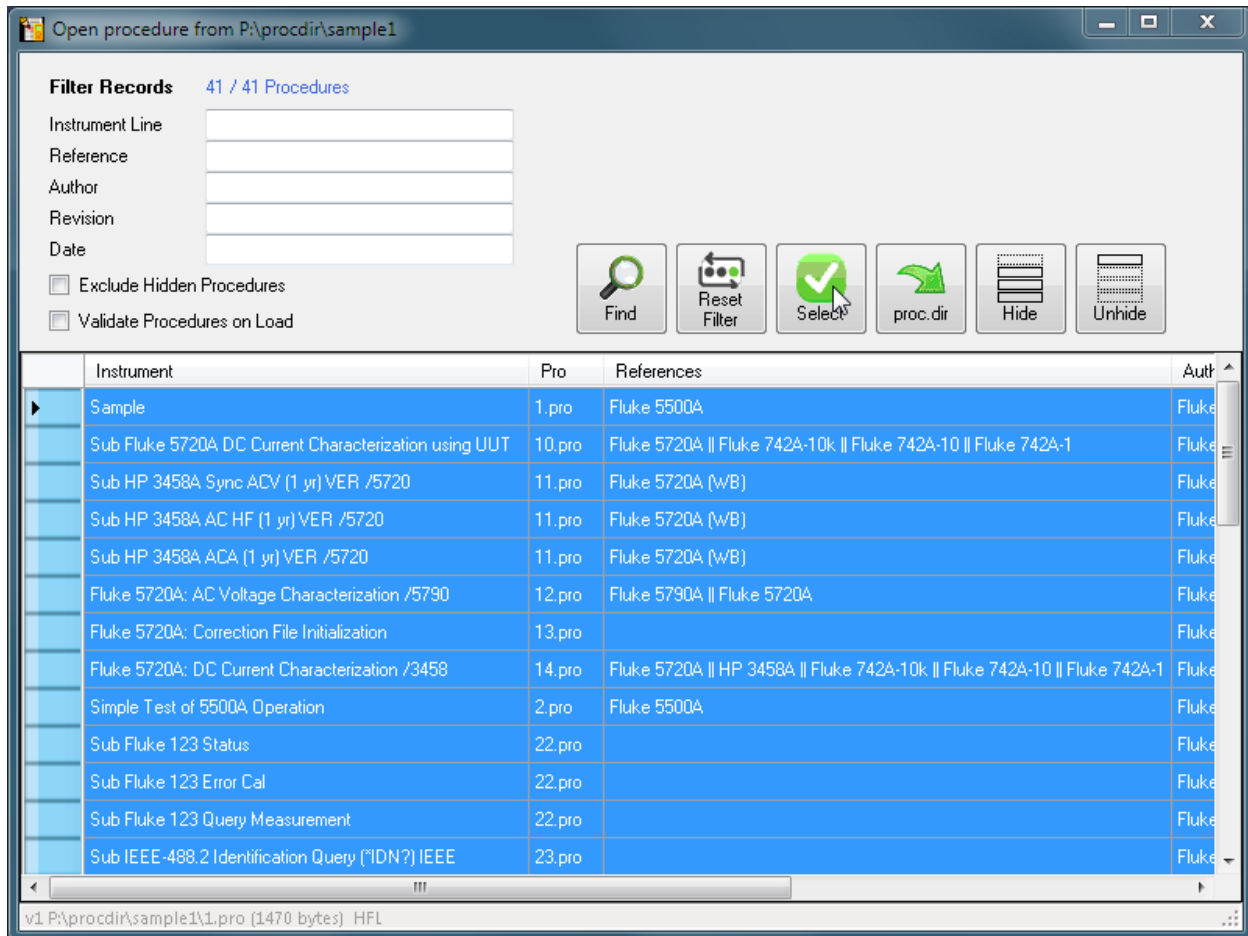 Open procedure from P:\procdir\sample1
Filter Records 41 / 41 Procedures
Instrument Line
Reference
Author
Revision
Date
Exclude Hidden Procedures
Validate Procedures on Load
Find Reset Filter Select proc.dir Hide Unhide
Instrument Pro References Auth
Sample 1.pro Fluke 5500A Fluke
Sub Fluke 5720A DC Current Characterization using UUT 10.pro Fluke 5720A || Fluke 742A-10k || Fluke 742A-10 || Fluke 742A-1 Fluke
Sub HP 3458A Sync ACV (1 yr) VER /5720 11.pro Fluke 5720A (WB) Fluke
Sub HP 3458A AC HF (1 yr) VER /5720 11.pro Fluke 5720A (WB) Fluke
Sub HP 3458A ACA (1 yr) VER /5720 11.pro Fluke 5720A (WB) Fluke
Fluke 5720A: AC Voltage Characterization /5790 12.pro Fluke 5790A || Fluke 5720A Fluke
Fluke 5720A: Correction File Initialization 13.pro Fluke
Fluke 5720A: DC Current Characterization /3458 14.pro Fluke 5720A || HP 3458A || Fluke 742A-10k || Fluke 742A-10 || Fluke 742A-1 Fluke
Simple Test of 5500A Operation 2.pro Fluke 5500A Fluke
Sub Fluke 123 Status 22.pro Fluke
Sub Fluke 123 Error Cal 22.pro Fluke
Sub Fluke 123 Query Measurement 22.pro Fluke
Sub IEEE-488.2 Identification Query (*IDN?) IEEE 23.pro Fluke
v1 P:\procdir\sample1\1.pro (1470 bytes) HFL